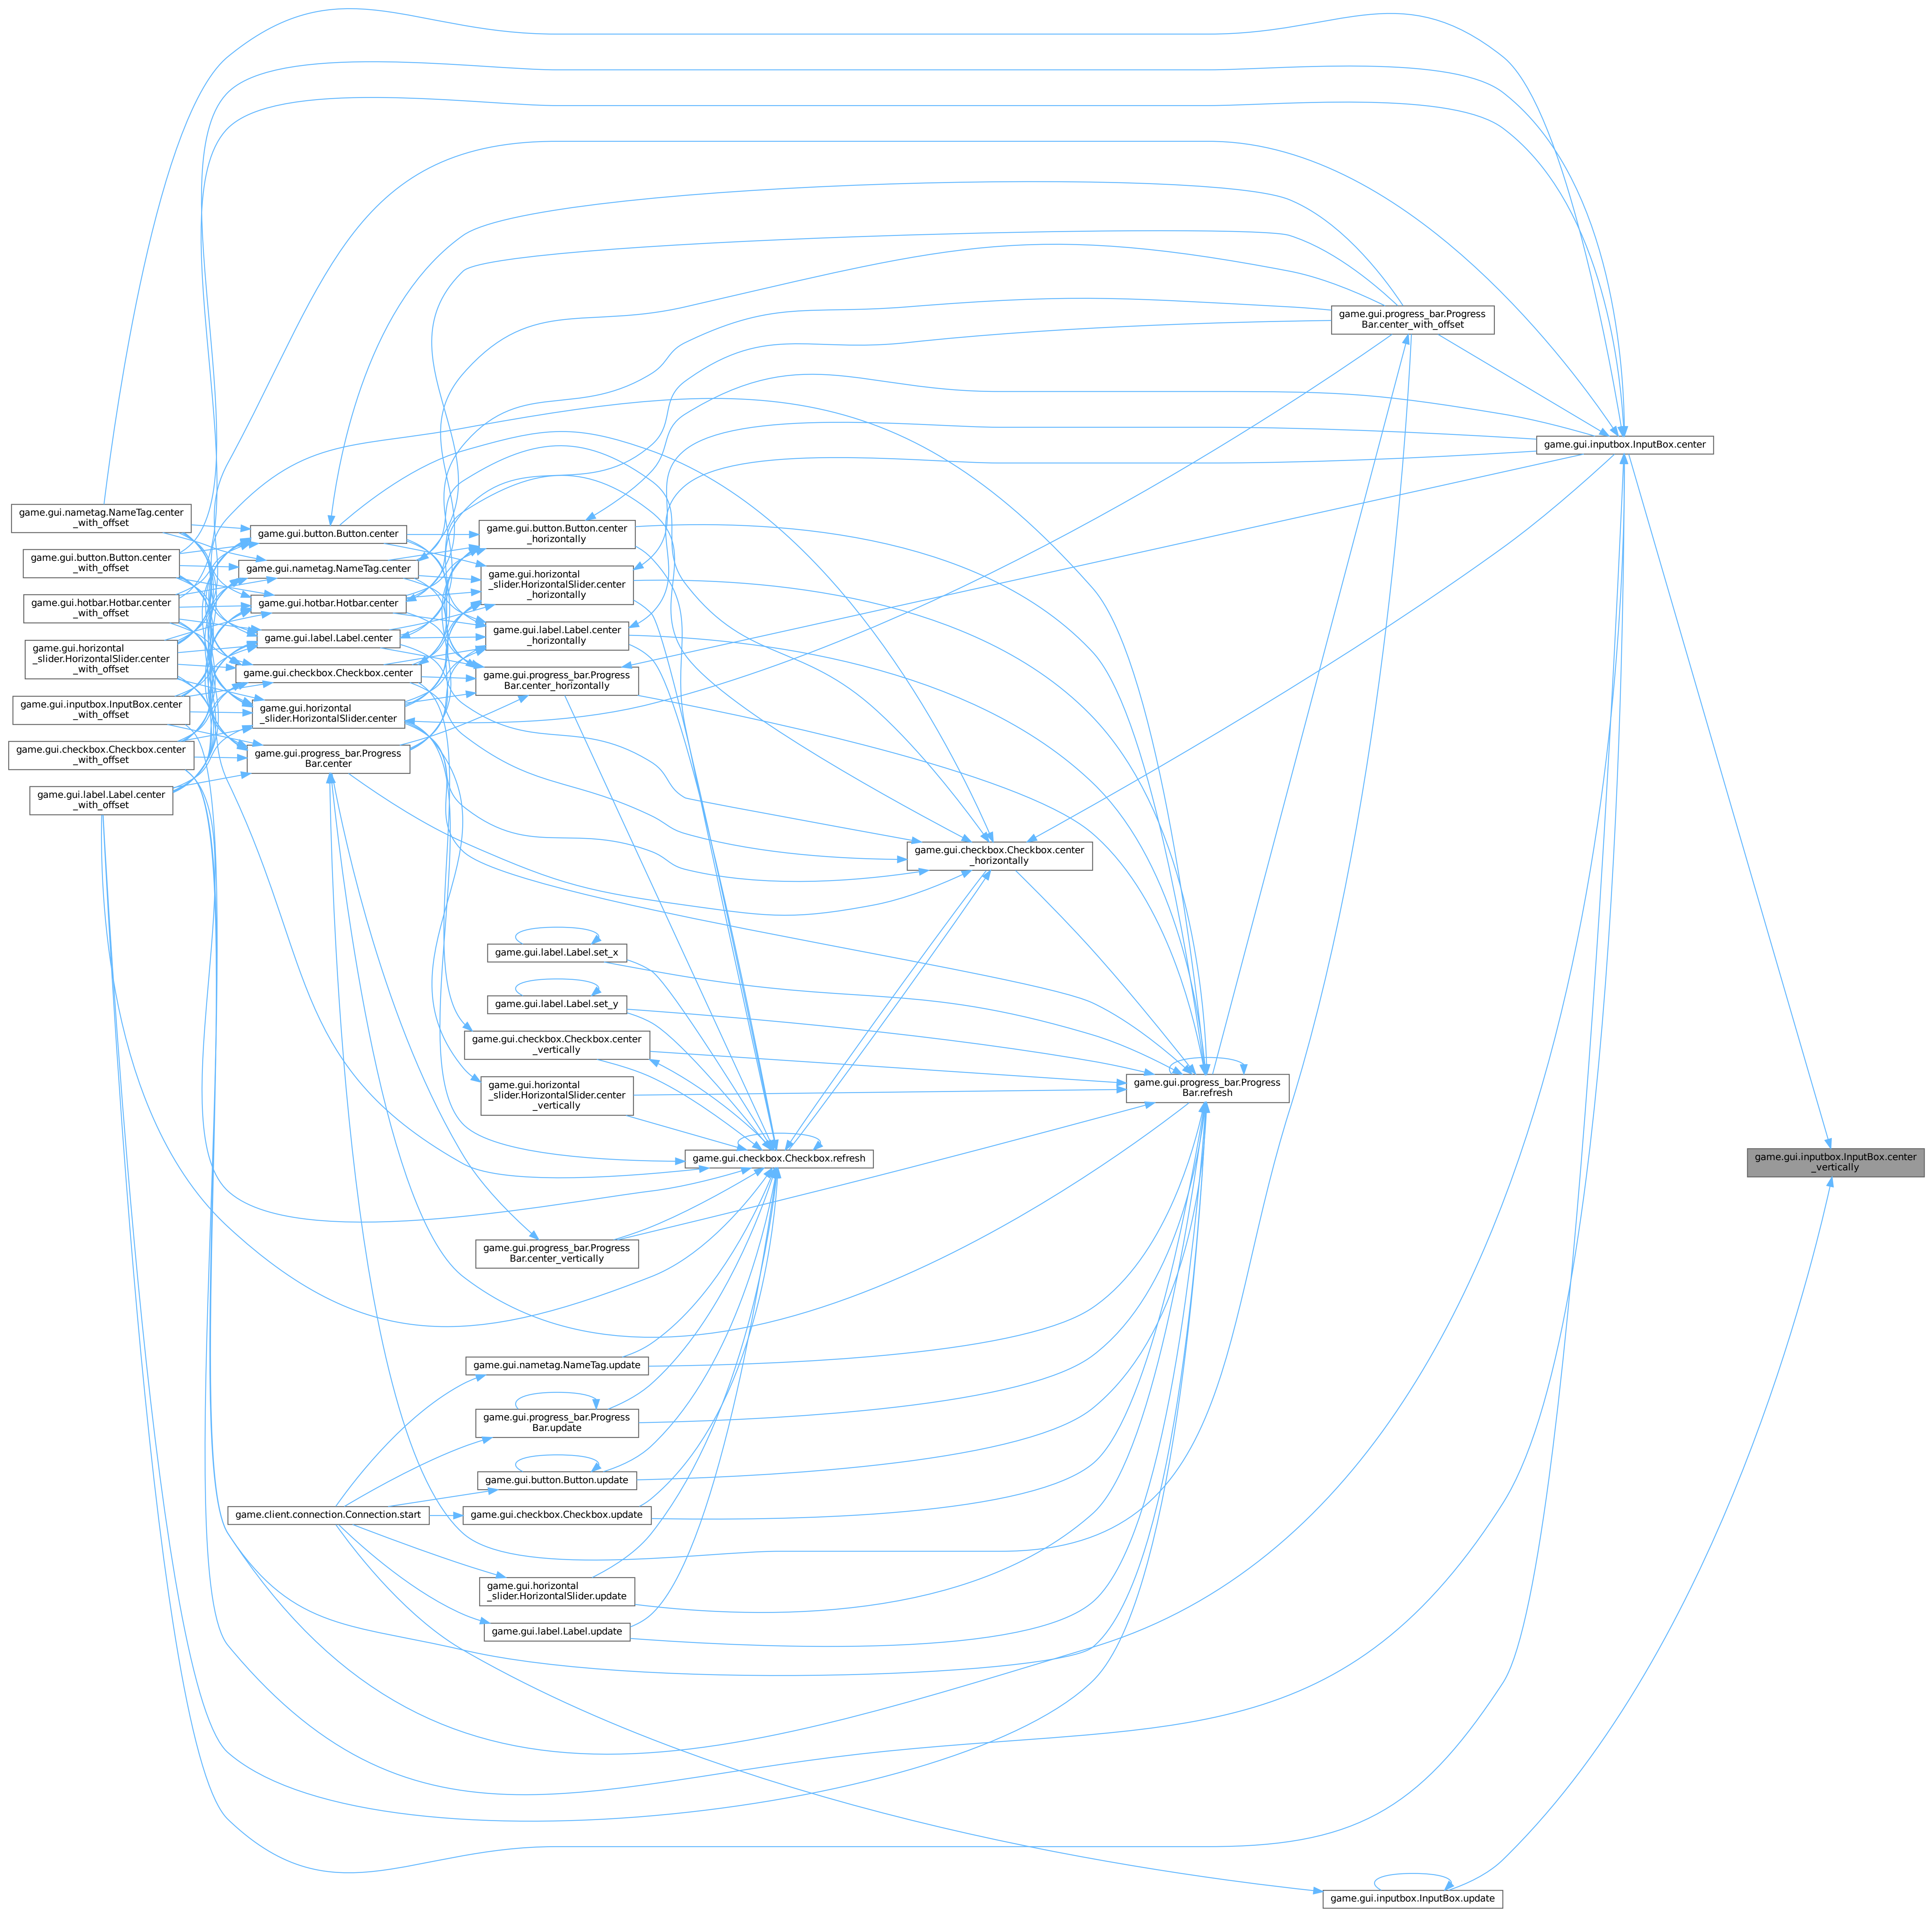 game.gui.progress_bar.Progress
Bar.center_with_offset
game.gui.inputbox.InputBox.center
game.gui.nametag.NameTag.center
_with_offset
game.gui.button.Button.center
_with_offset
game.gui.hotbar.Hotbar.center
_with_offset
game.gui.horizontal
_slider.HorizontalSlider.center
_with_offset
game.gui.inputbox.InputBox.center
_with_offset
game.gui.checkbox.Checkbox.center
_with_offset
game.gui.label.Label.center
_with_offset
game.gui.button.Button.center
game.gui.nametag.NameTag.center
game.gui.hotbar.Hotbar.center
game.gui.label.Label.center
game.gui.checkbox.Checkbox.center
game.gui.horizontal
_slider.HorizontalSlider.center
game.gui.progress_bar.Progress
Bar.center
game.gui.button.Button.center
_horizontally
game.gui.horizontal
_slider.HorizontalSlider.center
_horizontally
game.gui.label.Label.center
_horizontally
game.gui.progress_bar.Progress
Bar.center_horizontally
game.gui.checkbox.Checkbox.center
_horizontally
game.gui.label.Label.set_x
game.gui.label.Label.set_y
game.gui.checkbox.Checkbox.center
_vertically
game.gui.horizontal
_slider.HorizontalSlider.center
_vertically
game.gui.progress_bar.Progress
Bar.refresh
game.gui.checkbox.Checkbox.refresh
game.gui.inputbox.InputBox.center
_vertically
game.gui.progress_bar.Progress
Bar.center_vertically
game.gui.nametag.NameTag.update
game.gui.progress_bar.Progress
Bar.update
game.gui.button.Button.update
game.client.connection.Connection.start
game.gui.checkbox.Checkbox.update
game.gui.horizontal
_slider.HorizontalSlider.update
game.gui.label.Label.update
game.gui.inputbox.InputBox.update